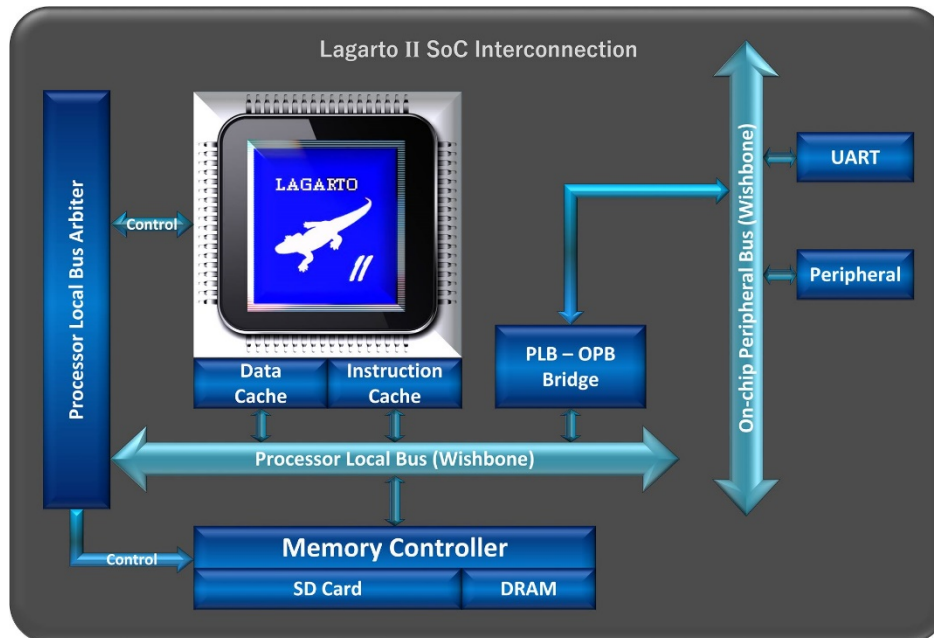 Lagarto II SoC Interconnection
Processor Local Bus Arbiter
Control
LAGARTO
II
Data
Cache
Instruction
Cache
PLB – OPB
Bridge
On-chip Peripheral Bus (Wishbone)
UART
Peripheral
Processor Local Bus (Wishbone)
Control
Memory Controller
SD Card
DRAM